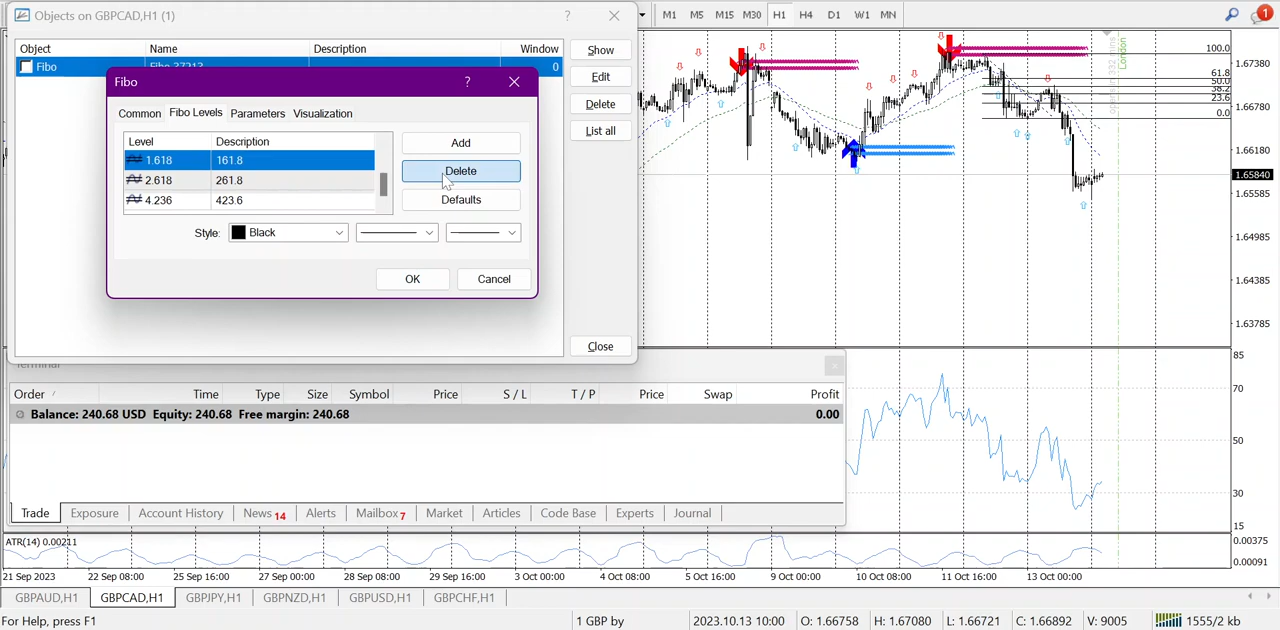 Objects on GBPCAD,H1 (1)
?
M1 M5 M15 M30 H1 H4 D1 W1 MN
1
Object Name Description Window
Fibo 0
Show
Edit
Delete
List all
Close
Fibo
?
Common Fibo Levels Parameters Visualization
Level Description
1.618 161.8
2.618 261.8
4.236 423.6
Add
Delete
Defaults
Style: Black
OK Cancel
London
100.0
61.8
50.0
38.2
23.6
0.0
1.67380
1.66780
1.66180
1.65840
1.65585
1.64985
1.64385
1.63785
Terminal
Order / Time Type Size Symbol Price S / L T / P Price Swap Profit
Balance: 240.68 USD Equity: 240.68 Free margin: 240.68 0.00
Trade Exposure Account History News 14 Alerts Mailbox 7 Market Articles Code Base Experts Journal
85
70
50
30
15
ATR(14) 0.00211
0.00375
0.00091
21 Sep 2023 22 Sep 08:00 25 Sep 16:00 27 Sep 00:00 28 Sep 08:00 29 Sep 16:00 3 Oct 00:00 4 Oct 08:00 5 Oct 16:00 9 Oct 00:00 10 Oct 08:00 11 Oct 16:00 13 Oct 00:00
GBPAUD,H1 GBPCAD,H1 GBPJPY,H1 GBPNZD,H1 GBPUSD,H1 GBPCHF,H1
For Help, press F1
1 GBP by
2023.10.13 10:00 O: 1.66758 H: 1.67080 L: 1.66721 C: 1.66892 V: 9005 1555/2 kb